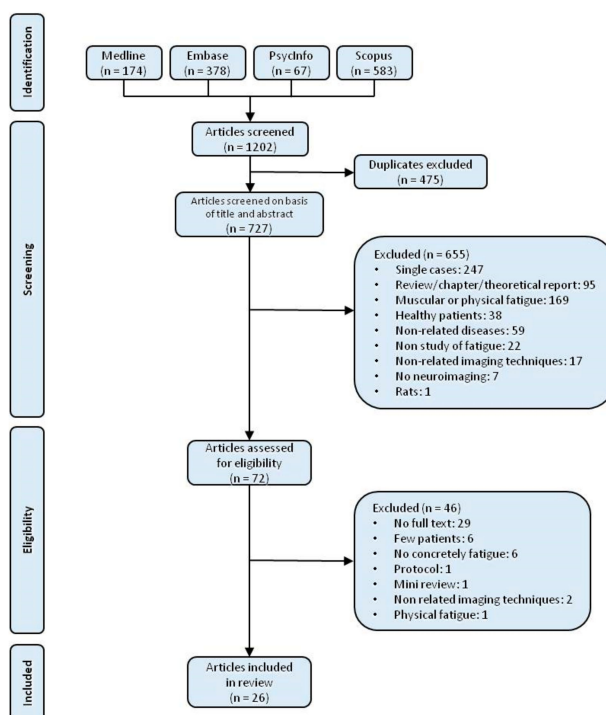 Identification
Medline
(n = 174)
Embase
(n = 378)
PsycInfo
(n = 67)
Scopus
(n = 583)
Screening
Articles screened
(n = 1202)
Duplicates excluded
(n = 475)
Articles screened on basis
of title and abstract
(n = 727)
Excluded (n = 655)
• Single cases: 247
• Review/chapter/theoretical report: 95
• Muscular or physical fatigue: 169
• Healthy patients: 38
• Non-related diseases: 59
• Non study of fatigue: 22
• Non-related imaging techniques: 17
• No neuroimaging: 7
• Rats: 1
Eligibility
Articles assessed
for eligibility
(n = 72)
Excluded (n = 46)
• No full text: 29
• Few patients: 6
• No concretely fatigue: 6
• Protocol: 1
• Mini review: 1
• Non related imaging techniques: 2
• Physical fatigue: 1
Included
Articles included
in review
(n = 26)